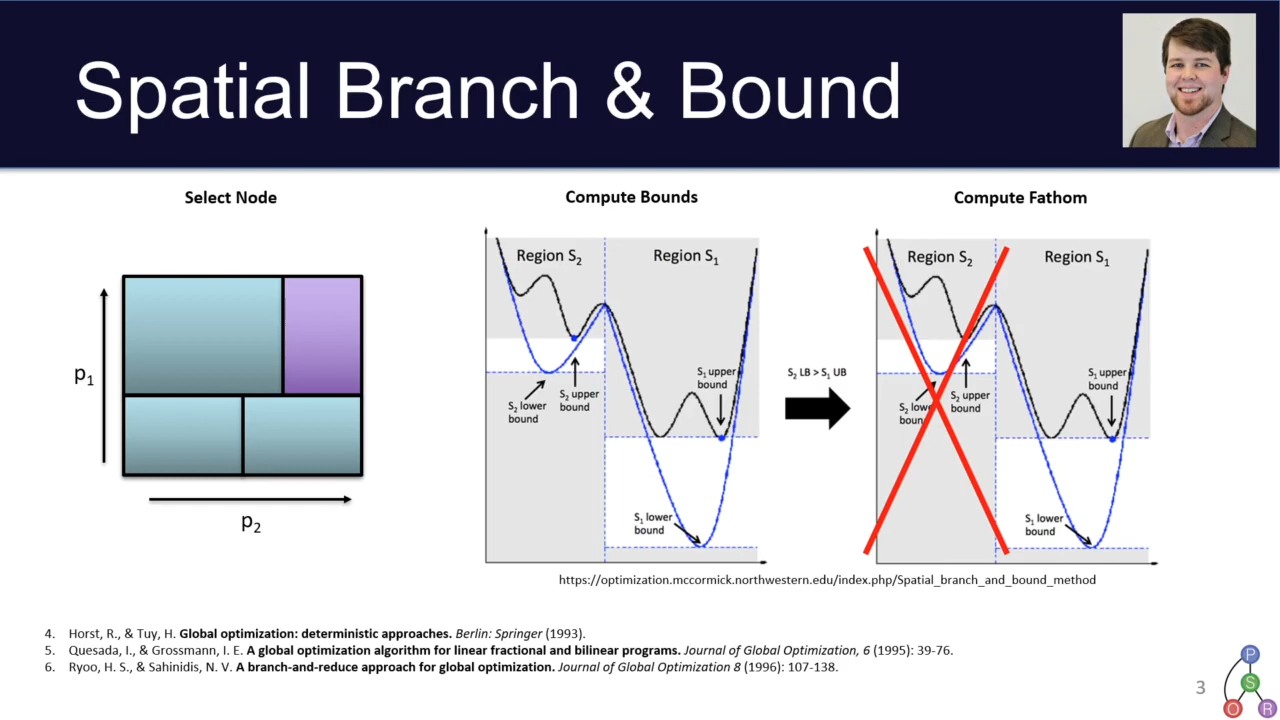 Spatial Branch & Bound
Select Node
p1
p2
Compute Bounds
Region S2
Region S1
S2 lower
bound
S2 upper
bound
S1 upper
bound
S1 lower
bound
S2 LB > S1 UB
Compute Fathom
Region S2
Region S1
S2 lower
bound
S2 upper
bound
S1 upper
bound
S1 lower
bound
https://optimization.mccormick.northwestern.edu/index.php/Spatial_branch_and_bound_method
4. Horst, R., & Tuy, H. Global optimization: deterministic approaches. Berlin: Springer (1993).
5. Quesada, I., & Grossmann, I. E. A global optimization algorithm for linear fractional and bilinear programs. Journal of Global Optimization, 6 (1995): 39-76.
6. Ryoo, H. S., & Sahinidis, N. V. A branch-and-reduce approach for global optimization. Journal of Global Optimization 8 (1996): 107-138.
3
P
S
O
R